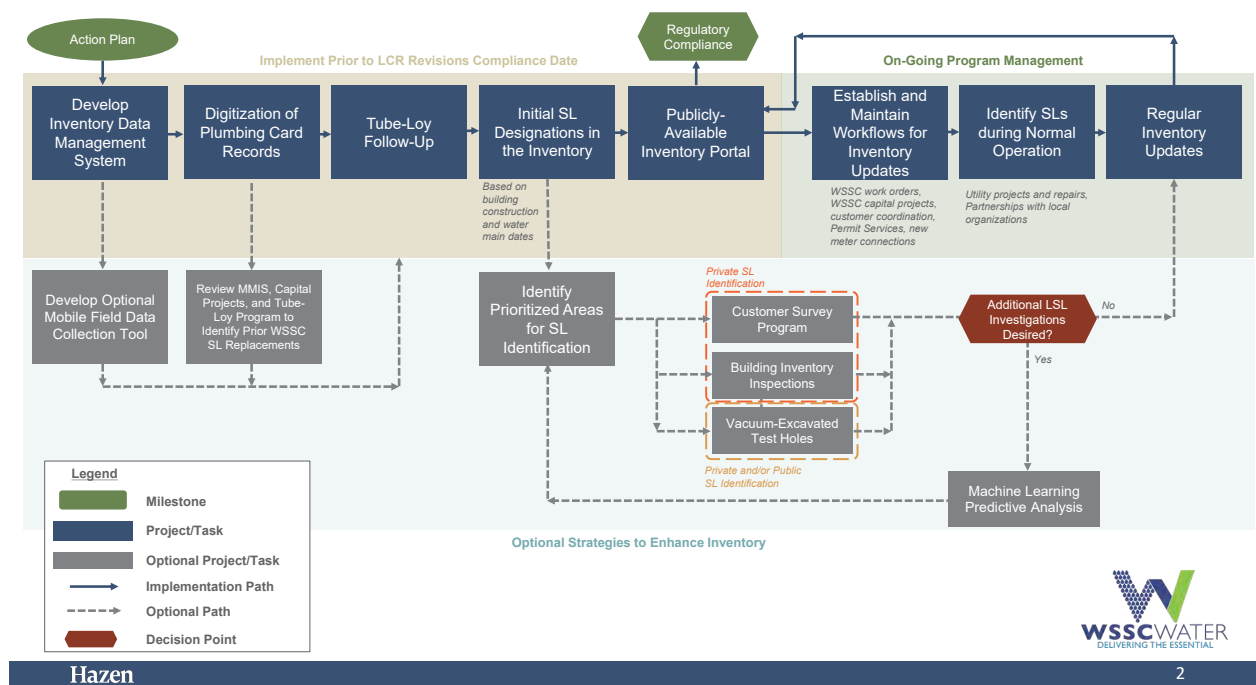 Action Plan
Regulatory
Compliance
Implement Prior to LCR Revisions Compliance Date
On-Going Program Management
Develop
Inventory Data
Management
System
Digitization of
Plumbing Card
Records
Tube-Loy
Follow-Up
Initial SL
Designations in
the Inventory
Publicly-
Available
Inventory Portal
Establish and
Maintain
Workflows for
Inventory
Updates
Identify SLs
during Normal
Operation
Regular
Inventory
Updates
Based on
building
construction
and water
main dates
WSSC work orders,
WSSC capital projects,
customer coordination,
Permit Services, new
meter connections
Utility projects and repairs,
Partnerships with local
organizations
Develop Optional
Mobile Field Data
Collection Tool
Review MMIS, Capital
Projects, and Tube-
Loy Program to
Identify Prior WSSC
SL Replacements
Identify
Prioritized Areas
for SL
Identification
Private SL
Identification
Customer Survey
Program
Building Inventory
Inspections
Vacuum-Excavated
Test Holes
Private and/or Public
SL Identification
Additional LSL
Investigations
Desired?
No
Yes
Machine Learning
Predictive Analysis
Optional Strategies to Enhance Inventory
Legend
Milestone
Project/Task
Optional Project/Task
Implementation Path
Optional Path
Decision Point
WSSCWATER
DELIVERING THE ESSENTIAL
Hazen
2